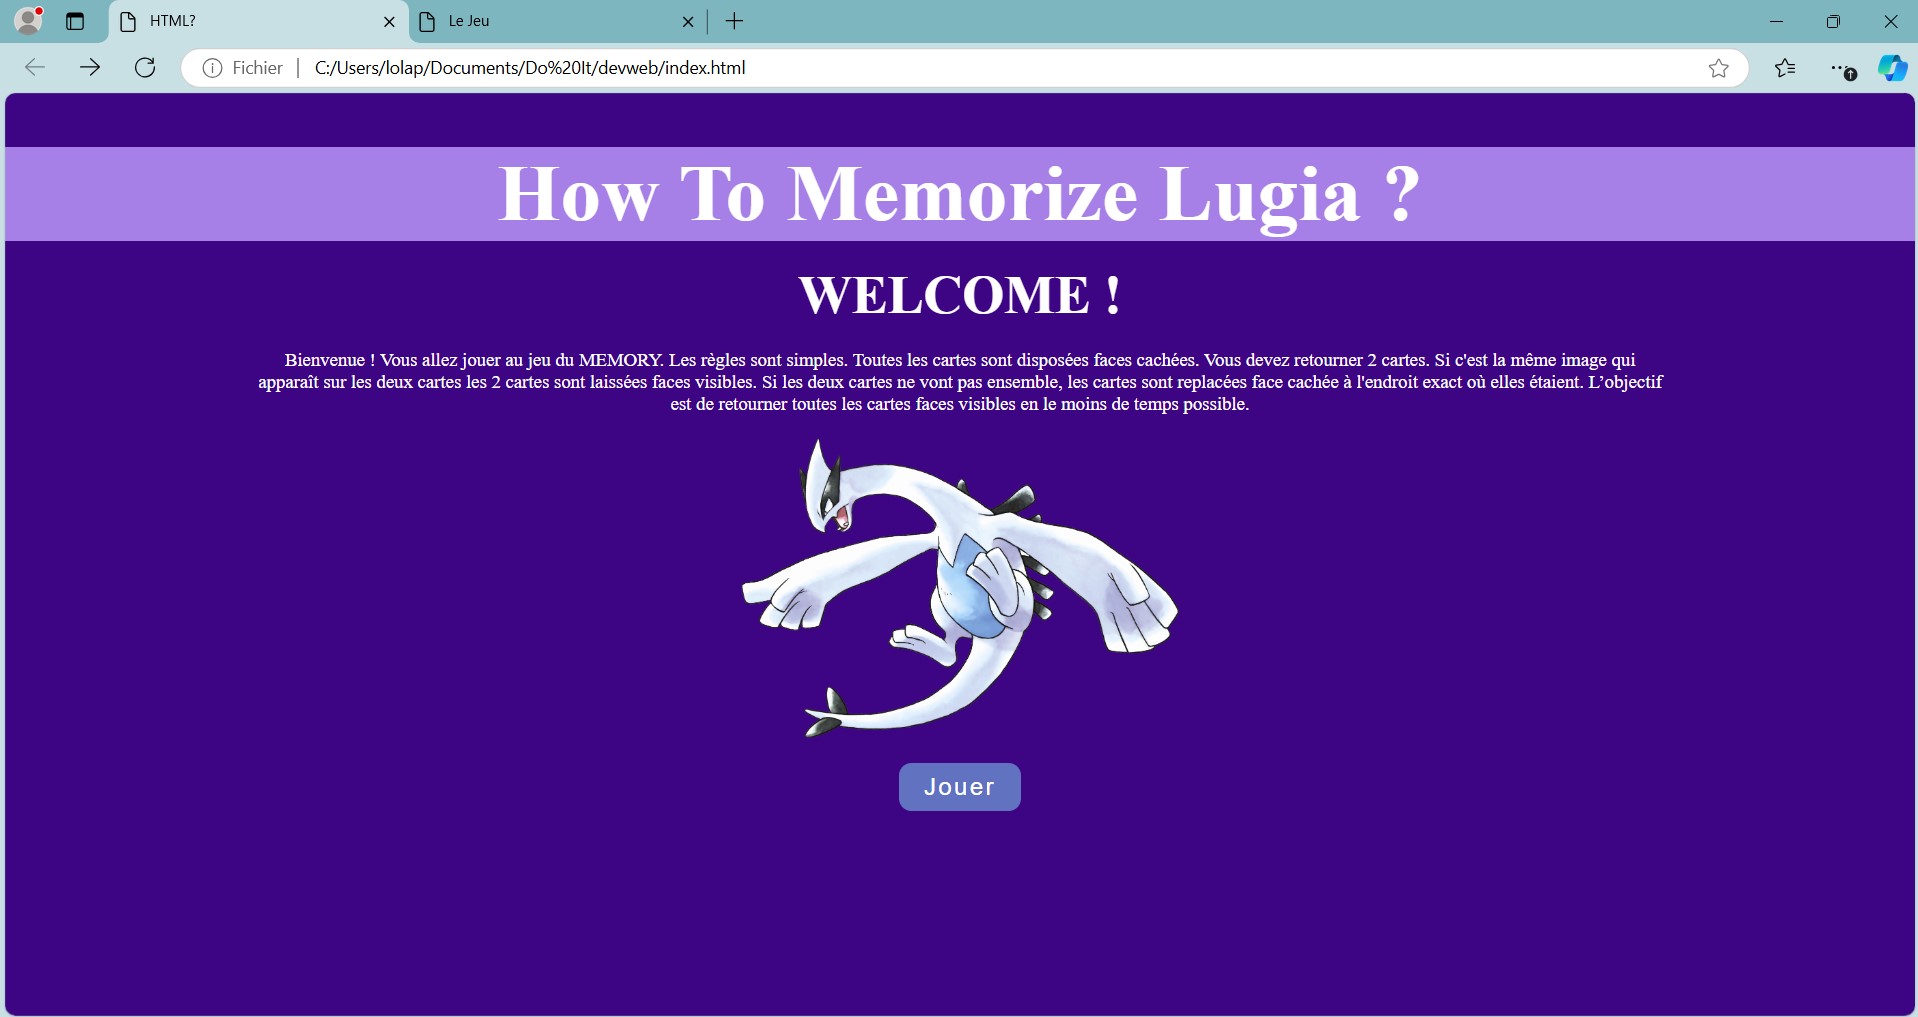 HTML?
Le Jeu
Fichier
C:/Users/lolap/Documents/Do%20It/devweb/index.html
How To Memorize Lugia ?
WELCOME !
Bienvenue ! Vous allez jouer au jeu du MEMORY. Les règles sont simples. Toutes les cartes sont disposées faces cachées. Vous devez retourner 2 cartes. Si c'est la même image qui
apparaît sur les deux cartes les 2 cartes sont laissées faces visibles. Si les deux cartes ne vont pas ensemble, les cartes sont replacées face cachée à l'endroit exact où elles étaient. L’objectif
est de retourner toutes les cartes faces visibles en le moins de temps possible.
Jouer